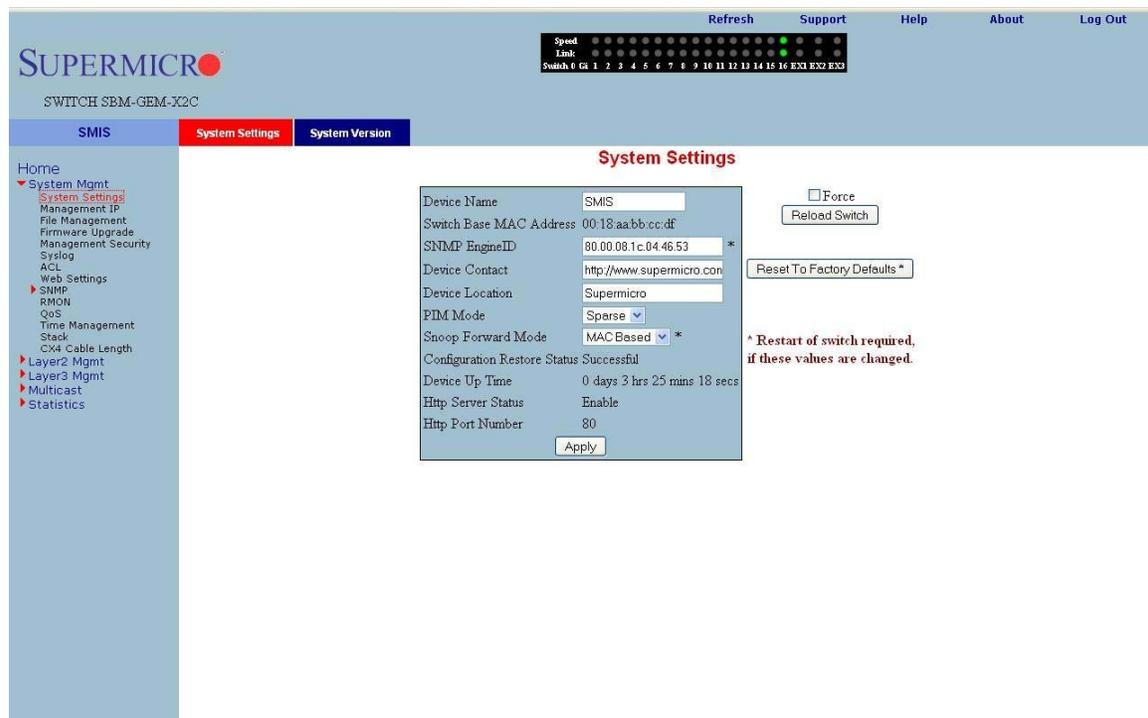 Refresh Support Help About Log Out
SUPERMICRO
SWITCH SBM-GEM-X2C
Speed
Link
Switch 0 Gi 1 2 3 4 5 6 7 8 9 10 11 12 13 14 15 16 EX1 EX2 EX3
SMIS
System Settings
System Version
Home
System Mgmt
System Settings
Management IP
File Management
Firmware Upgrade
Management Security
Syslog
ACL
Web Settings
SNMP
RMON
QoS
Time Management
Stack
CX4 Cable Length
Layer2 Mgmt
Layer3 Mgmt
Multicast
Statistics
System Settings
Device Name SMIS
Switch Base MAC Address 00:18:aa:bb:cc:df
SNMP EngineID 80.00.08.1c.04.46.53 *
Device Contact http://www.supermicro.con
Device Location Supermicro
PIM Mode Sparse
Snoop Forward Mode MAC Based *
Configuration Restore Status Successful
Device Up Time 0 days 3 hrs 25 mins 18 secs
Http Server Status Enable
Http Port Number 80
Apply
Force
Reload Switch
Reset To Factory Defaults *
* Restart of switch required,
if these values are changed.